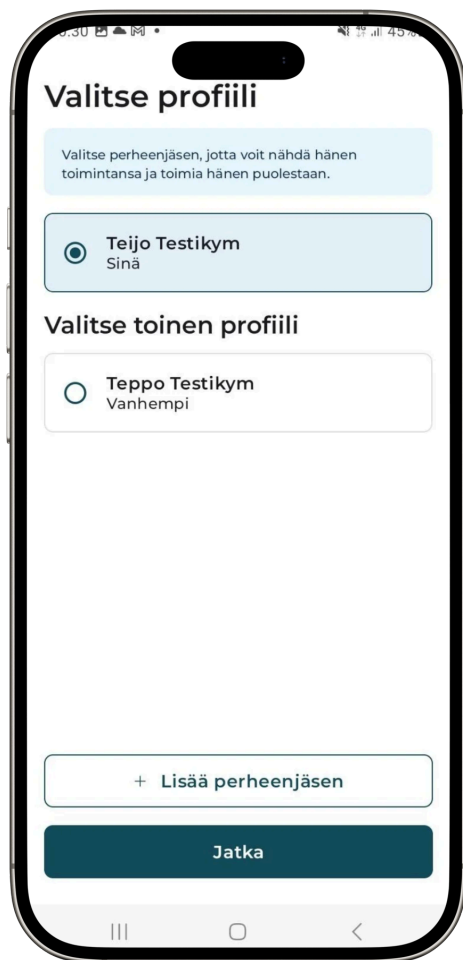 45%
Valitse profiili
Valitse perheenjäsen, jotta voit nähdä hänen
toimintansa ja toimia hänen puolestaan.
Teijo Testikym
Sinä
Valitse toinen profiili
Teppo Testikym
Vanhempi
+ Lisää perheenjäsen
Jatka